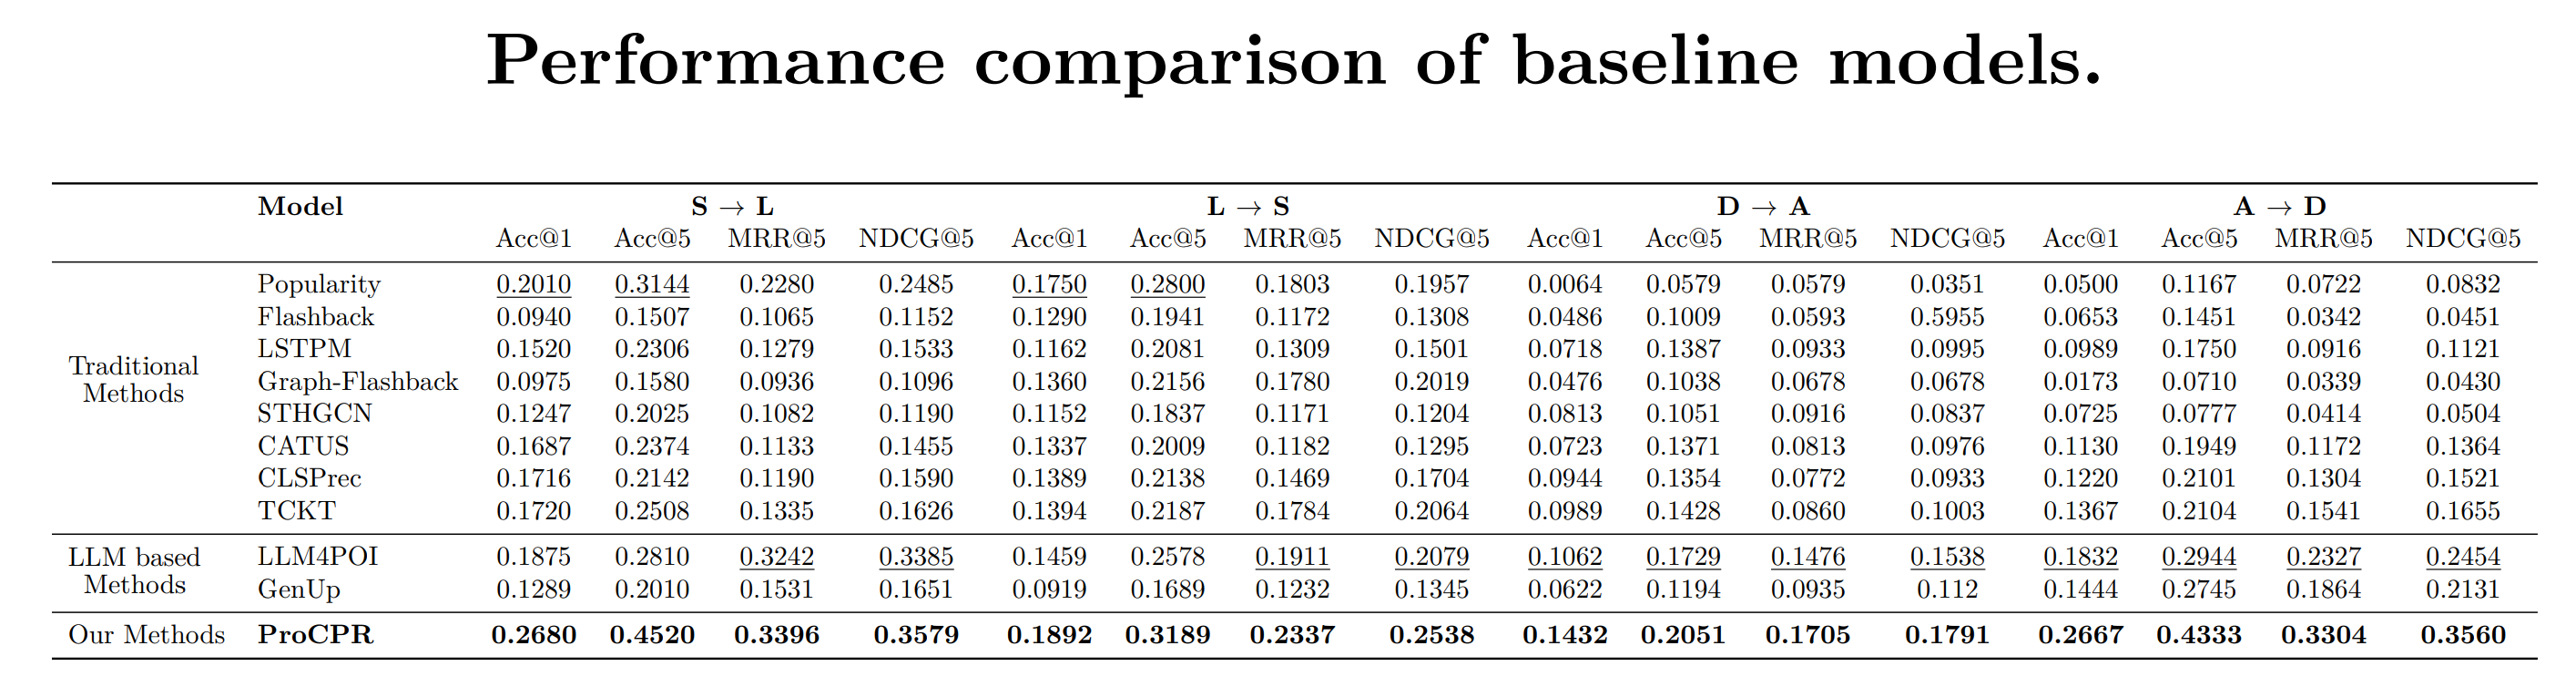 Performance comparison of baseline models.
Model S → L L → S D → A A → D
Acc@1 Acc@5 MRR@5 NDCG@5 Acc@1 Acc@5 MRR@5 NDCG@5 Acc@1 Acc@5 MRR@5 NDCG@5 Acc@1 Acc@5 MRR@5 NDCG@5
Traditional Methods
Popularity 0.2010 0.3144 0.2280 0.2485 0.1750 0.2800 0.1803 0.1957 0.0064 0.0579 0.0579 0.0351 0.0500 0.1167 0.0722 0.0832
Flashback 0.0940 0.1507 0.1065 0.1152 0.1290 0.1941 0.1172 0.1308 0.0486 0.1009 0.0593 0.5955 0.0653 0.1451 0.0342 0.0451
LSTPM 0.1520 0.2306 0.1279 0.1533 0.1162 0.2081 0.1309 0.1501 0.0718 0.1387 0.0933 0.0995 0.0989 0.1750 0.0916 0.1121
Graph-Flashback 0.0975 0.1580 0.0936 0.1096 0.1360 0.2156 0.1780 0.2019 0.0476 0.1038 0.0678 0.0678 0.0173 0.0710 0.0339 0.0430
STHGCN 0.1247 0.2025 0.1082 0.1190 0.1152 0.1837 0.1171 0.1204 0.0813 0.1051 0.0916 0.0837 0.0725 0.0777 0.0414 0.0504
CATUS 0.1687 0.2374 0.1133 0.1455 0.1337 0.2009 0.1182 0.1295 0.0723 0.1371 0.0813 0.0976 0.1130 0.1949 0.1172 0.1364
CLSPrec 0.1716 0.2142 0.1190 0.1590 0.1389 0.2138 0.1469 0.1704 0.0944 0.1354 0.0772 0.0933 0.1220 0.2101 0.1304 0.1521
TCKT 0.1720 0.2508 0.1335 0.1626 0.1394 0.2187 0.1784 0.2064 0.0989 0.1428 0.0860 0.1003 0.1367 0.2104 0.1541 0.1655
LLM based Methods
LLM4POI 0.1875 0.2810 0.3242 0.3385 0.1459 0.2578 0.1911 0.2079 0.1062 0.1729 0.1476 0.1538 0.1832 0.2944 0.2327 0.2454
GenUp 0.1289 0.2010 0.1531 0.1651 0.0919 0.1689 0.1232 0.1345 0.0622 0.1194 0.0935 0.112 0.1444 0.2745 0.1864 0.2131
Our Methods ProCPR 0.2680 0.4520 0.3396 0.3579 0.1892 0.3189 0.2337 0.2538 0.1432 0.2051 0.1705 0.1791 0.2667 0.4333 0.3304 0.3560